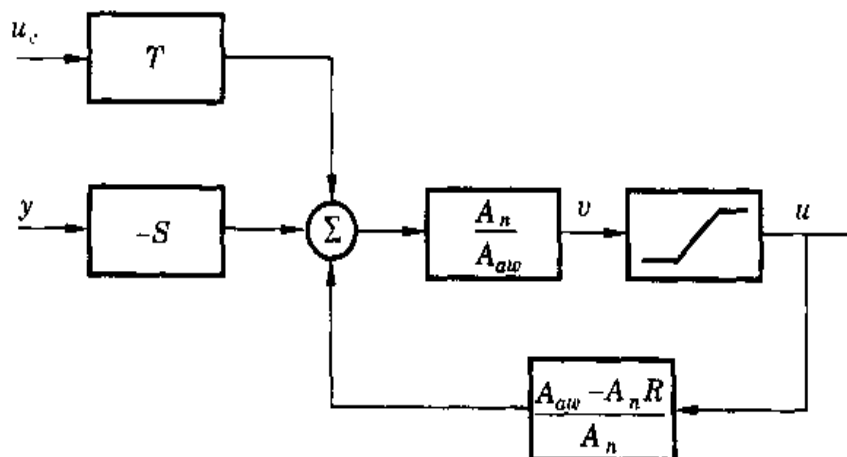 u_c
T
y
-S
Σ
A_n
A_aw
v
u
A_aw - A_n R
A_n